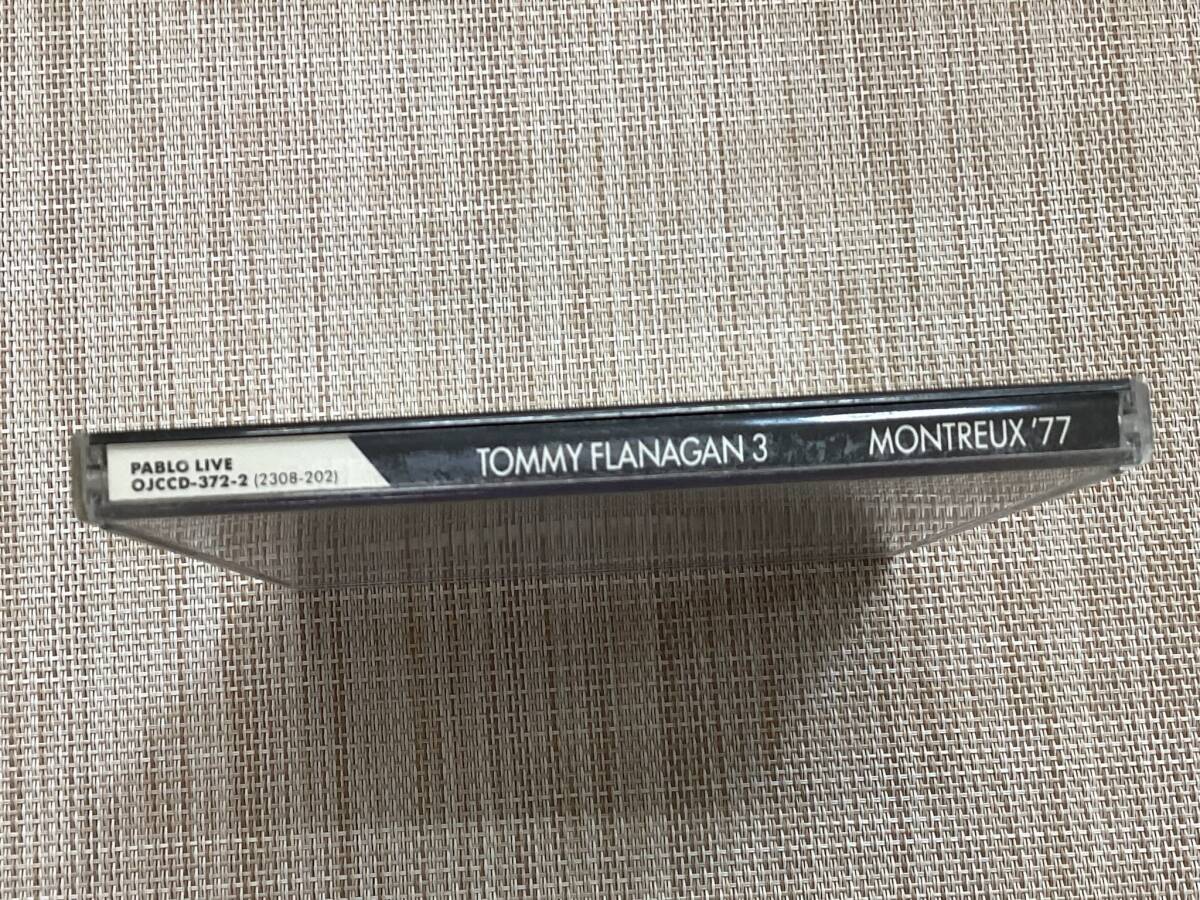 PABLO LIVE
OJCCD-372-2 (2308-202)
TOMMY FLANAGAN 3
MONTREUX '77